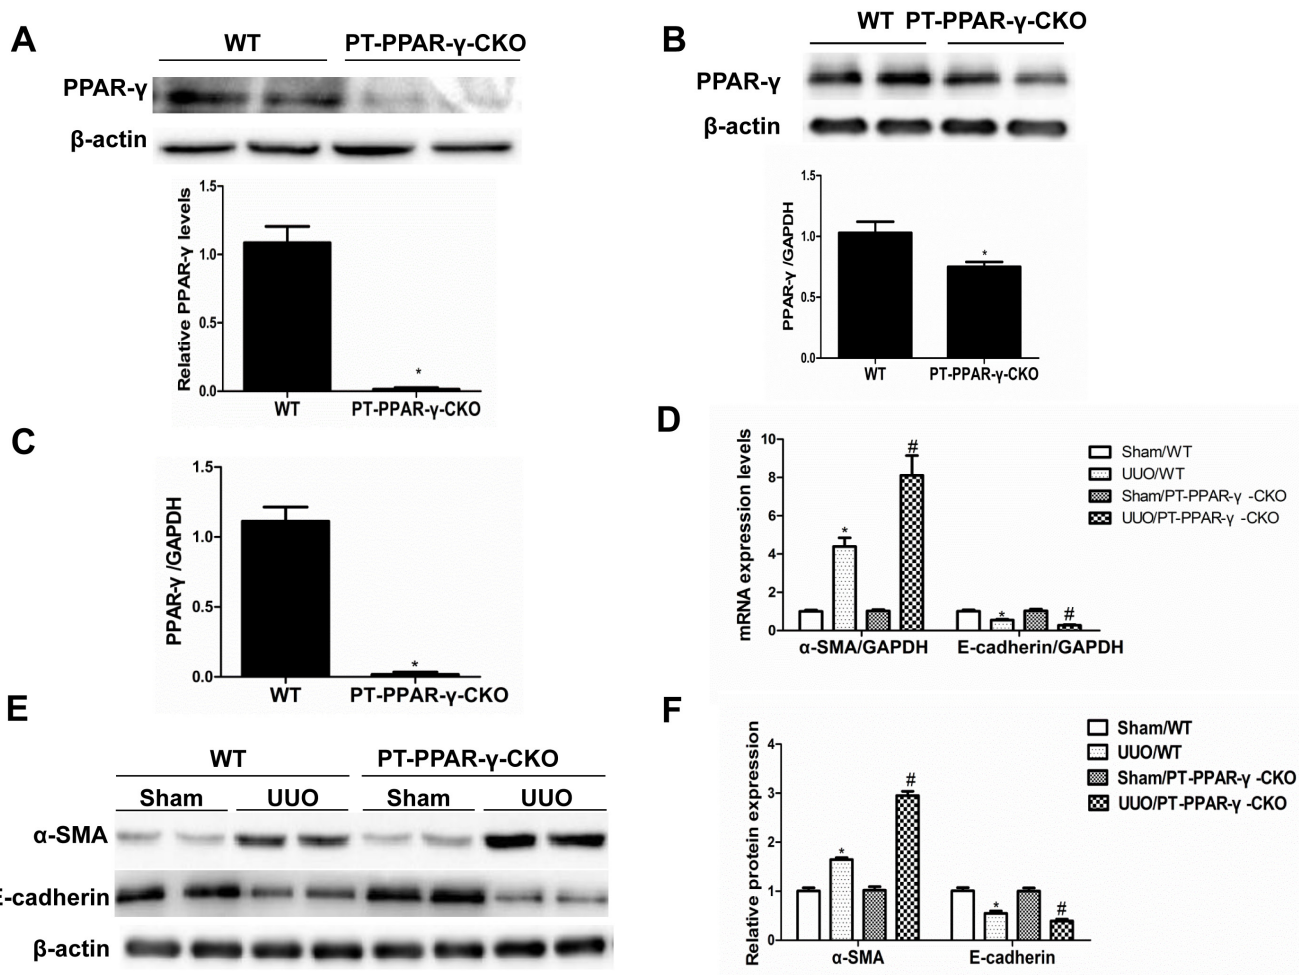 A
WT PT-PPAR-γ-CKO
PPAR-γ
β-actin
Relative PPAR-γ levels
1.5
1.0
0.5
0.0
*
WT PT-PPAR-γ-CKO
B
WT PT-PPAR-γ-CKO
PPAR-γ
β-actin
PPAR-γ /GAPDH
1.5
1.0
0.5
0.0
*
WT PT-PPAR-γ-CKO
C
PPAR-γ /GAPDH
1.5
1.0
0.5
0.0
*
WT PT-PPAR-γ-CKO
D
mRNA expression levels
10
8
6
4
2
0
* # * #
α-SMA/GAPDH E-cadherin/GAPDH
Sham/WT
UUO/WT
Sham/PT-PPAR-γ -CKO
UUO/PT-PPAR-γ -CKO
E
WT PT-PPAR-γ-CKO
Sham UUO Sham UUO
α-SMA
E-cadherin
β-actin
F
Relative protein expression
4
3
2
1
0
* # * #
α-SMA E-cadherin
Sham/WT
UUO/WT
Sham/PT-PPAR-γ -CKO
UUO/PT-PPAR-γ -CKO